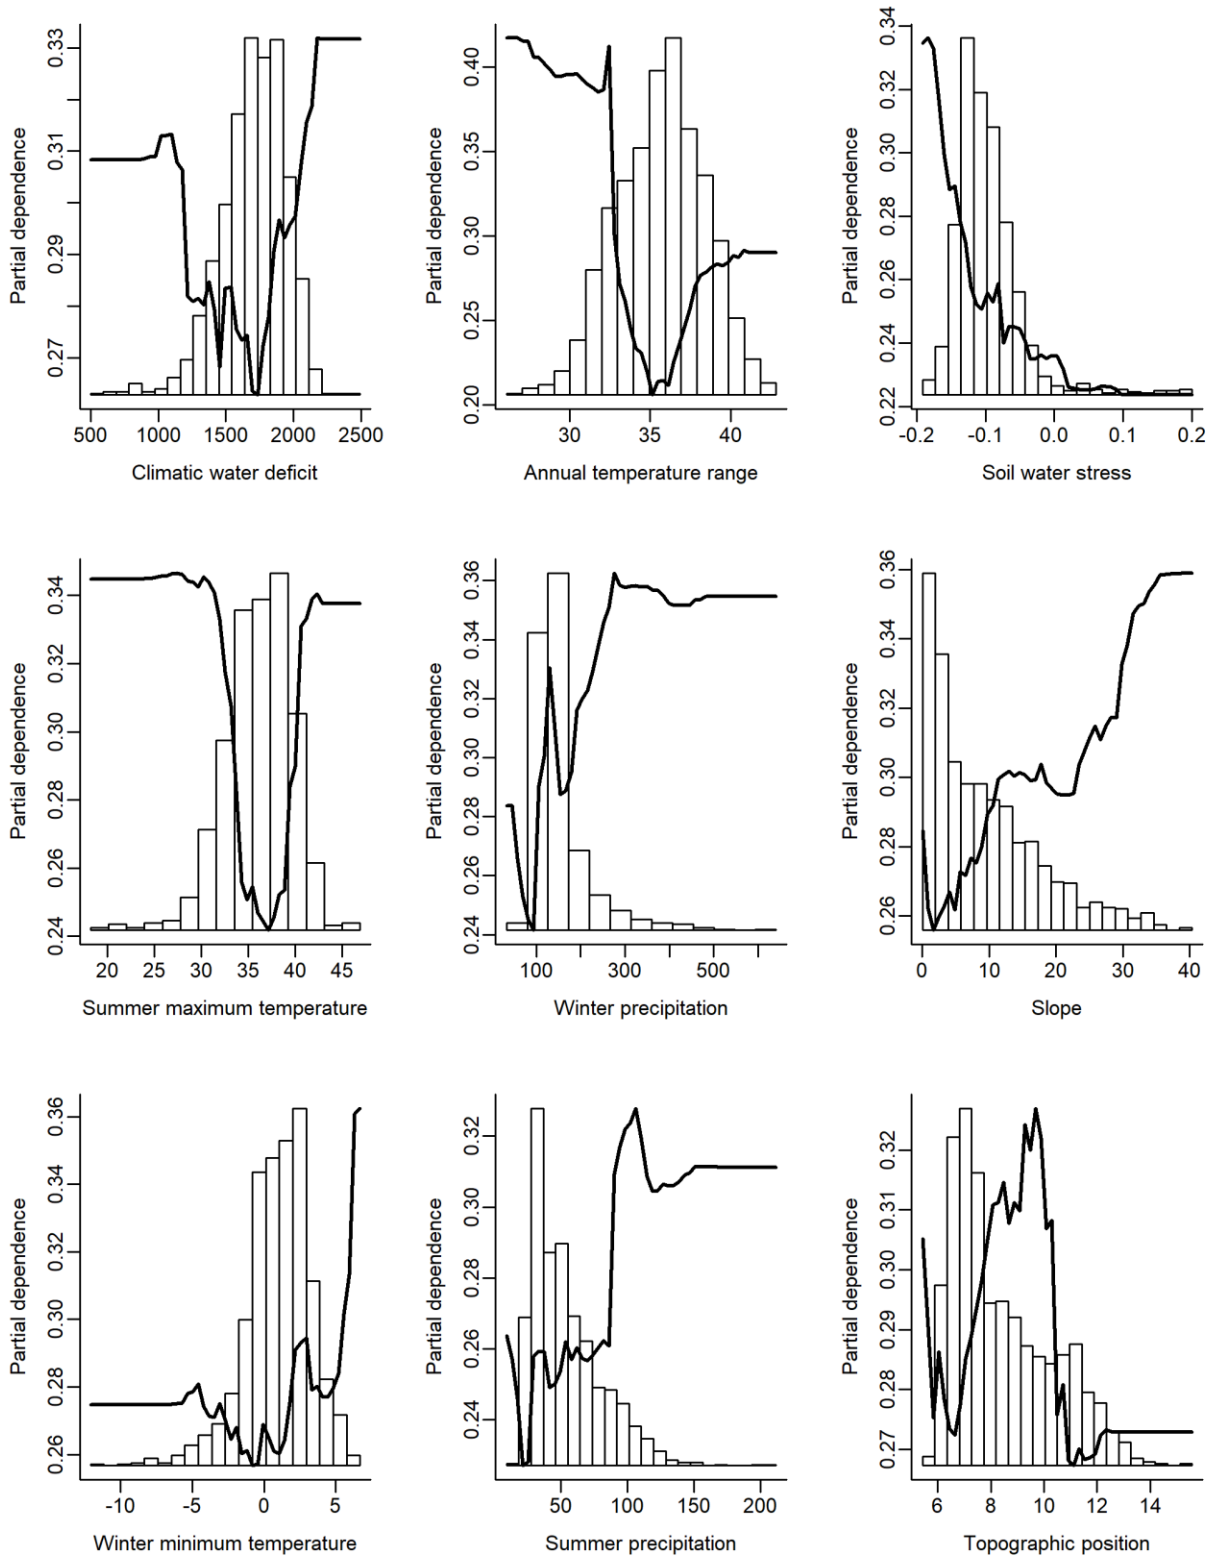 Partial dependence
0.27 0.29 0.31 0.33
500 1000 1500 2000 2500
Climatic water deficit
Partial dependence
0.20 0.25 0.30 0.35 0.40
30 35 40
Annual temperature range
Partial dependence
0.22 0.24 0.26 0.28 0.30 0.32 0.34
-0.2 -0.1 0.0 0.1 0.2
Soil water stress
Partial dependence
0.24 0.26 0.28 0.30 0.32 0.34
20 25 30 35 40 45
Summer maximum temperature
Partial dependence
0.24 0.26 0.28 0.30 0.32 0.34 0.36
100 300 500
Winter precipitation
Partial dependence
0.26 0.28 0.30 0.32 0.34 0.36
0 10 20 30 40
Slope
Partial dependence
0.26 0.28 0.30 0.32 0.34 0.36
-10 -5 0 5
Winter minimum temperature
Partial dependence
0.24 0.26 0.28 0.30 0.32
50 100 150 200
Summer precipitation
Partial dependence
0.27 0.28 0.29 0.30 0.31 0.32
6 8 10 12 14
Topographic position